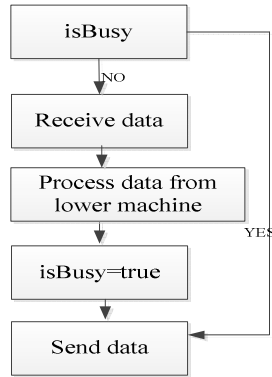 isBusy
NO
Receive data
Process data from
lower machine
YES
isBusy=true
Send data